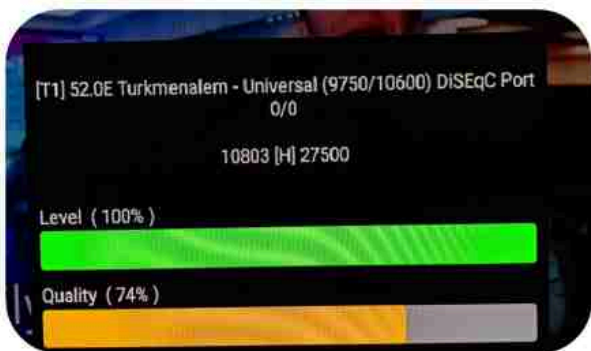 [T1] 52.0E Turkmenalem - Universal (9750/10600) DiSEqC Port
0/0
10803 [H] 27500
Level ( 100% )
Quality ( 74% )